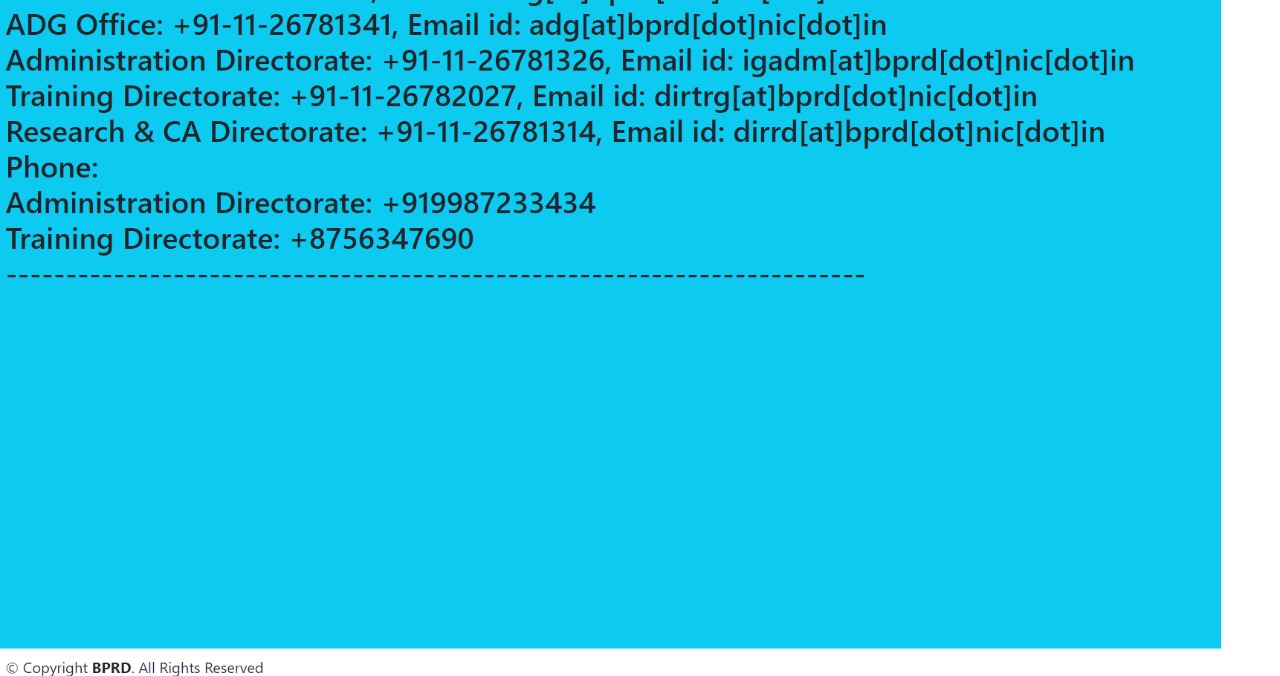 ADG Office: +91-11-26781341, Email id: adg[at]bprd[dot]nic[dot]in
Administration Directorate: +91-11-26781326, Email id: igadm[at]bprd[dot]nic[dot]in
Training Directorate: +91-11-26782027, Email id: dirtrg[at]bprd[dot]nic[dot]in
Research & CA Directorate: +91-11-26781314, Email id: dirrd[at]bprd[dot]nic[dot]in
Phone:
Administration Directorate: +919987233434
Training Directorate: +8756347690
------------------------------------------------------------------------
© Copyright BPRD. All Rights Reserved